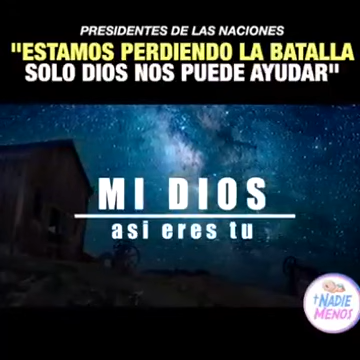 PRESIDENTES DE LAS NACIONES
"ESTAMOS PERDIENDO LA BATALLA
SOLO DIOS NOS PUEDE AYUDAR"
MI DIOS
asi eres tu
NADIE
MENOS